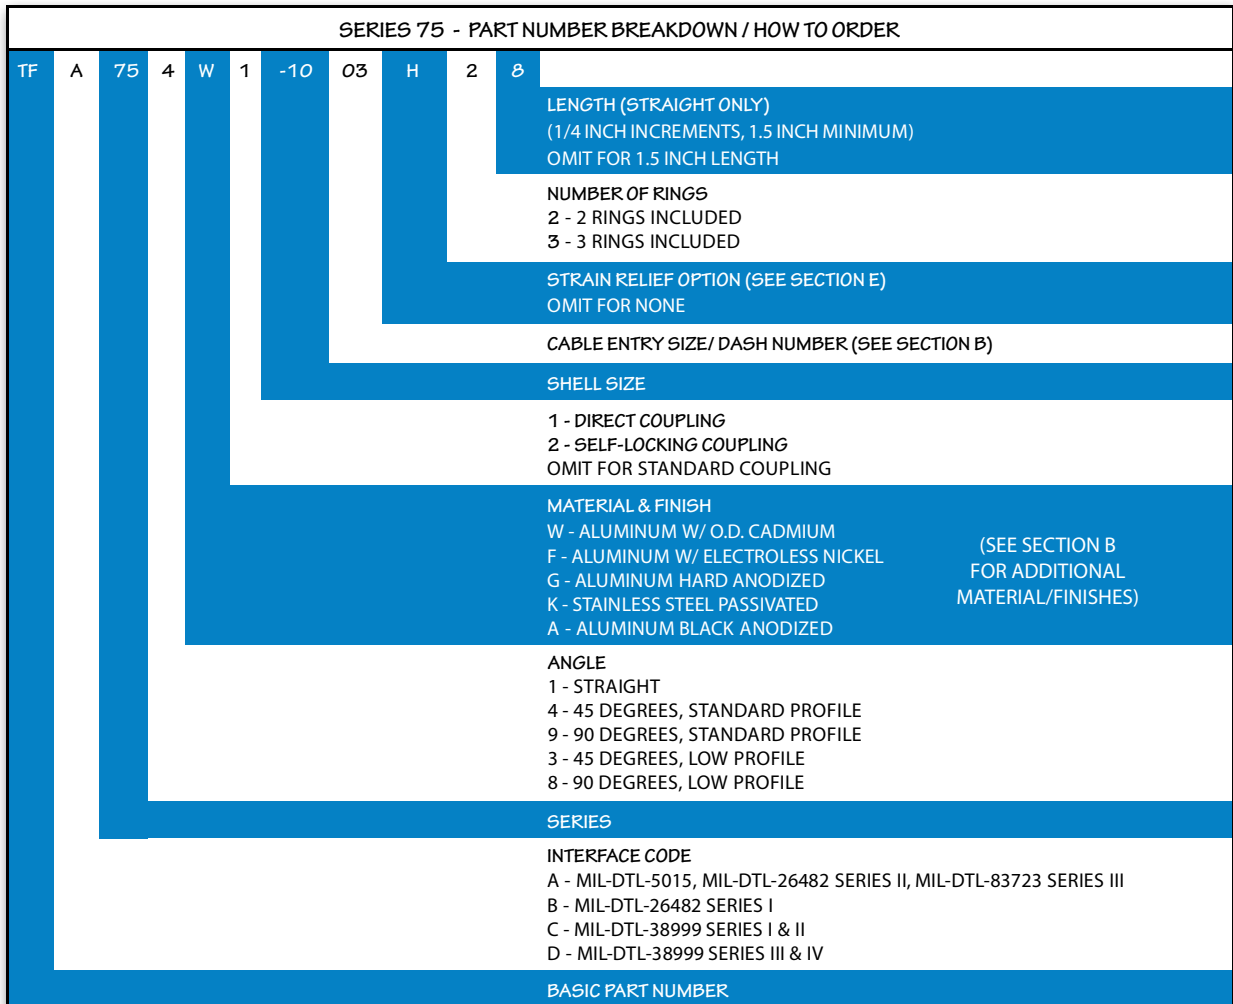 SERIES 75 - PART NUMBER BREAKDOWN / HOW TO ORDER
TF A 75 4 W 1 -10 03 H 2 8
LENGTH (STRAIGHT ONLY)
(1/4 INCH INCREMENTS, 1.5 INCH MINIMUM)
OMIT FOR 1.5 INCH LENGTH
NUMBER OF RINGS
2 - 2 RINGS INCLUDED
3 - 3 RINGS INCLUDED
STRAIN RELIEF OPTION (SEE SECTION E)
OMIT FOR NONE
CABLE ENTRY SIZE/ DASH NUMBER (SEE SECTION B)
SHELL SIZE
1 - DIRECT COUPLING
2 - SELF-LOCKING COUPLING
OMIT FOR STANDARD COUPLING
MATERIAL & FINISH
W - ALUMINUM W/ O.D. CADMIUM
F - ALUMINUM W/ ELECTROLESS NICKEL
G - ALUMINUM HARD ANODIZED
K - STAINLESS STEEL PASSIVATED
A - ALUMINUM BLACK ANODIZED
(SEE SECTION B
FOR ADDITIONAL
MATERIAL/FINISHES)
ANGLE
1 - STRAIGHT
4 - 45 DEGREES, STANDARD PROFILE
9 - 90 DEGREES, STANDARD PROFILE
3 - 45 DEGREES, LOW PROFILE
8 - 90 DEGREES, LOW PROFILE
SERIES
INTERFACE CODE
A - MIL-DTL-5015, MIL-DTL-26482 SERIES II, MIL-DTL-83723 SERIES III
B - MIL-DTL-26482 SERIES I
C - MIL-DTL-38999 SERIES I & II
D - MIL-DTL-38999 SERIES III & IV
BASIC PART NUMBER